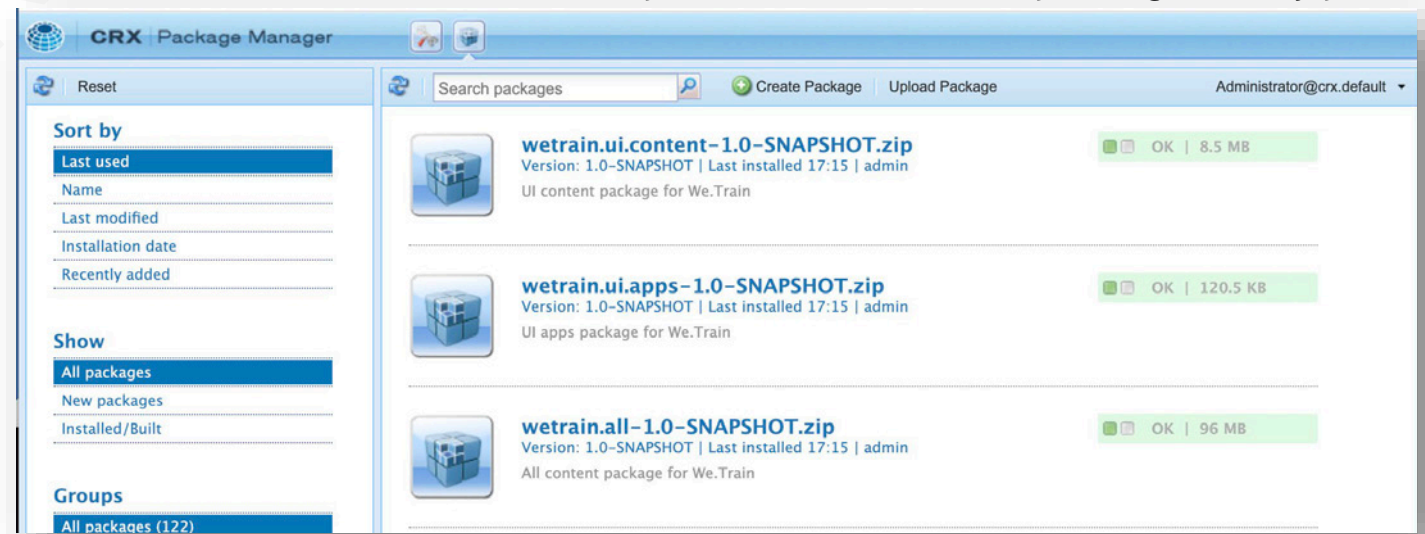 CRX Package Manager
Reset
Search packages
Create Package
Upload Package
Administrator@crx.default
Sort by
Last used
Name
Last modified
Installation date
Recently added
Show
All packages
New packages
Installed/Built
Groups
All packages (122)
wetrain.ui.content-1.0-SNAPSHOT.zip
Version: 1.0-SNAPSHOT | Last installed 17:15 | admin
UI content package for We.Train
OK | 8.5 MB
wetrain.ui.apps-1.0-SNAPSHOT.zip
Version: 1.0-SNAPSHOT | Last installed 17:15 | admin
UI apps package for We.Train
OK | 120.5 KB
wetrain.all-1.0-SNAPSHOT.zip
Version: 1.0-SNAPSHOT | Last installed 17:15 | admin
All content package for We.Train
OK | 96 MB